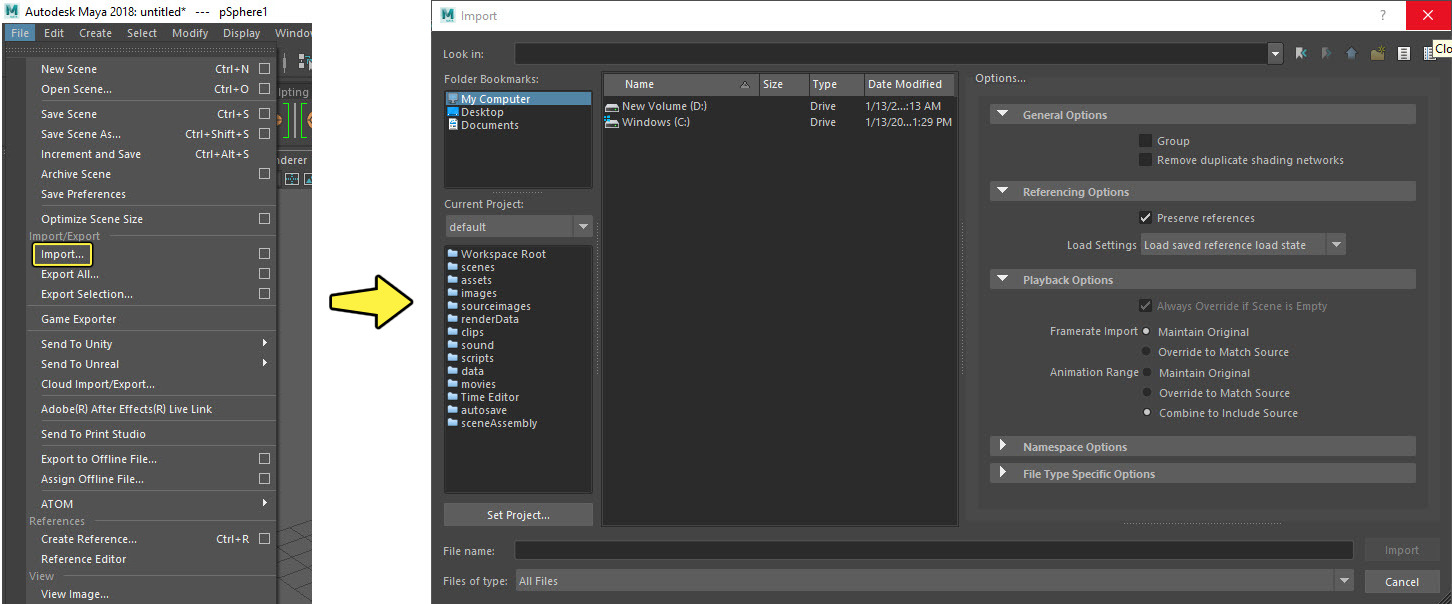 Autodesk Maya 2018: untitled* --- pSphere1
File Edit Create Select Modify Display Window
New Scene Ctrl+N
Open Scene... Ctrl+O
Save Scene Ctrl+S
Save Scene As... Ctrl+Shift+S
Increment and Save Ctrl+Alt+S
Archive Scene
Save Preferences
Optimize Scene Size
Import/Export
Import...
Export All...
Export Selection...
Game Exporter
Send To Unity
Send To Unreal
Cloud Import/Export...
Adobe(R) After Effects(R) Live Link
Send To Print Studio
Export to Offline File...
Assign Offline File...
ATOM
References
Create Reference... Ctrl+R
Reference Editor
View
View Image...
lpting
nderer
Import
?
Clo
Look in:
Folder Bookmarks:
My Computer
Desktop
Documents
Current Project:
default
Workspace Root
scenes
assets
images
sourceimages
renderData
clips
sound
scripts
data
movies
Time Editor
autosave
sceneAssembly
Set Project...
Name Size Type Date Modified
New Volume (D:) Drive 1/13/2...:13 AM
Windows (C:) Drive 1/13/20...1:29 PM
Options...
General Options
Group
Remove duplicate shading networks
Referencing Options
Preserve references
Load Settings Load saved reference load state
Playback Options
Always Override if Scene is Empty
Framerate Import Maintain Original
Override to Match Source
Animation Range Maintain Original
Override to Match Source
Combine to Include Source
Namespace Options
File Type Specific Options
File name:
Import
Files of type: All Files
Cancel